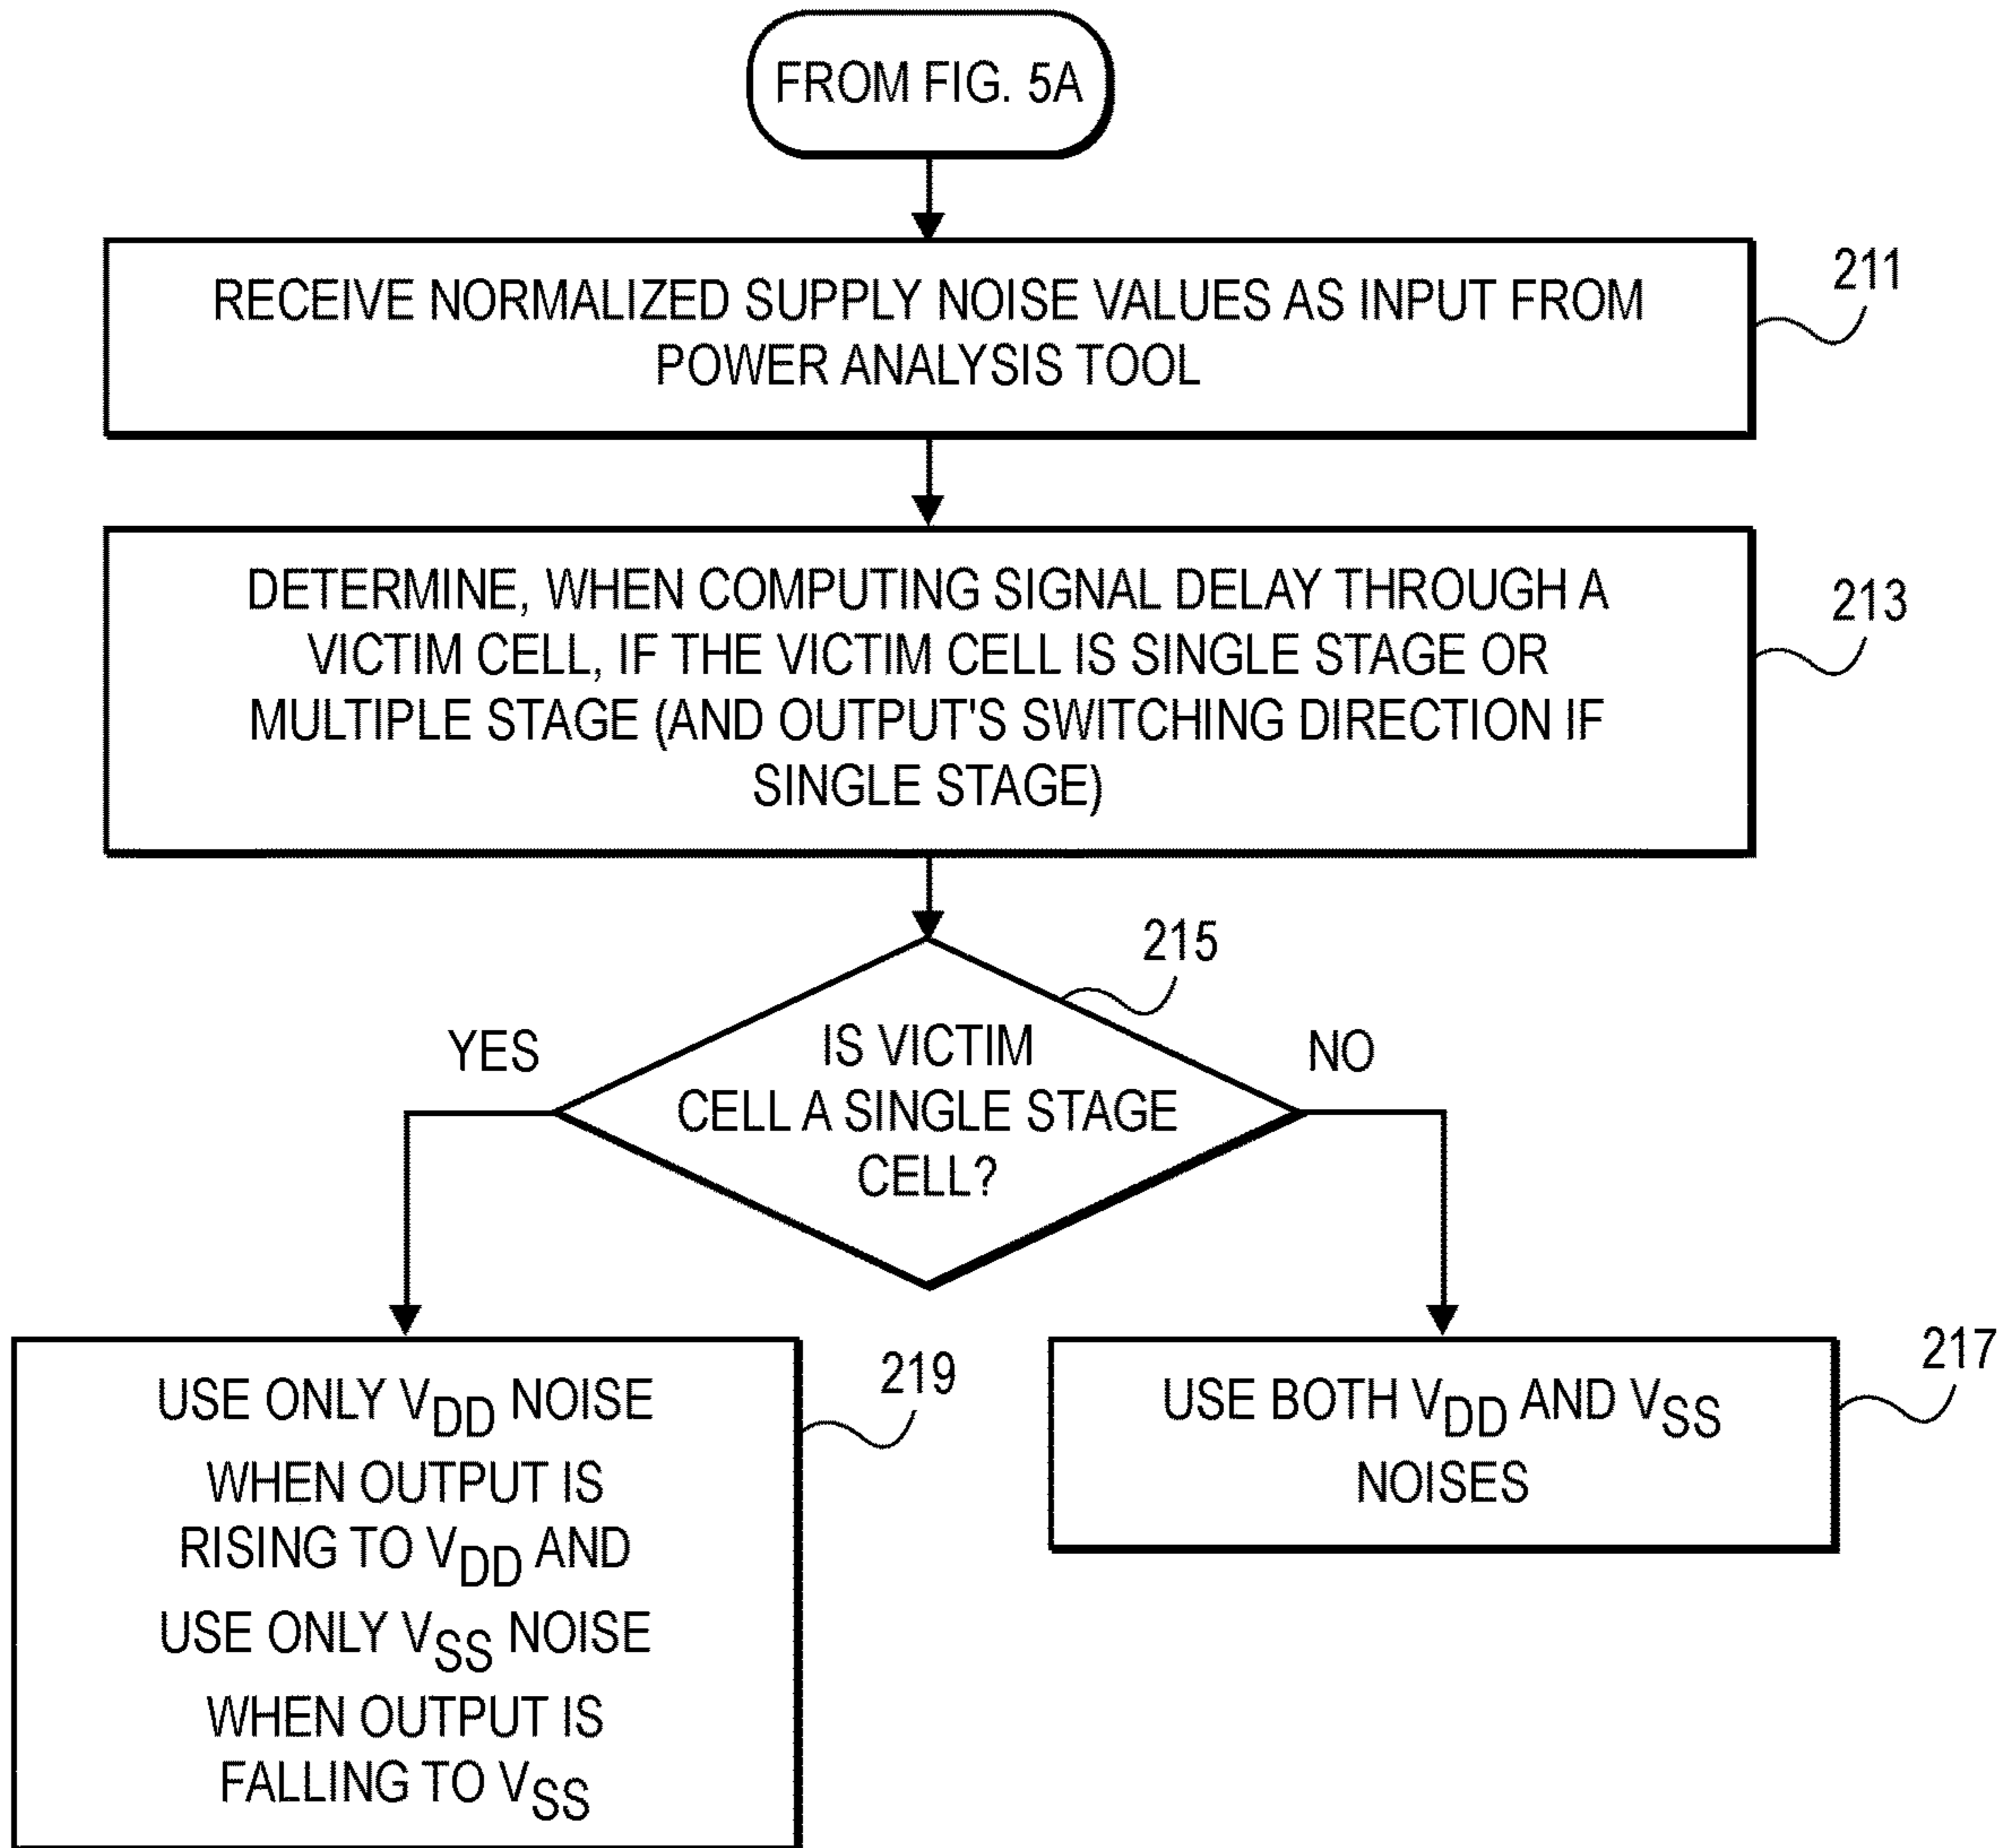 FROM FIG. 5A
RECEIVE NORMALIZED SUPPLY NOISE VALUES AS INPUT FROM
POWER ANALYSIS TOOL
211
DETERMINE, WHEN COMPUTING SIGNAL DELAY THROUGH A
VICTIM CELL, IF THE VICTIM CELL IS SINGLE STAGE OR
MULTIPLE STAGE (AND OUTPUT'S SWITCHING DIRECTION IF
SINGLE STAGE)
213
215
YES
IS VICTIM
CELL A SINGLE STAGE
CELL?
NO
USE ONLY VDD NOISE
WHEN OUTPUT IS
RISING TO VDD AND
USE ONLY VSS NOISE
WHEN OUTPUT IS
FALLING TO VSS
219
USE BOTH VDD AND VSS
NOISES
217